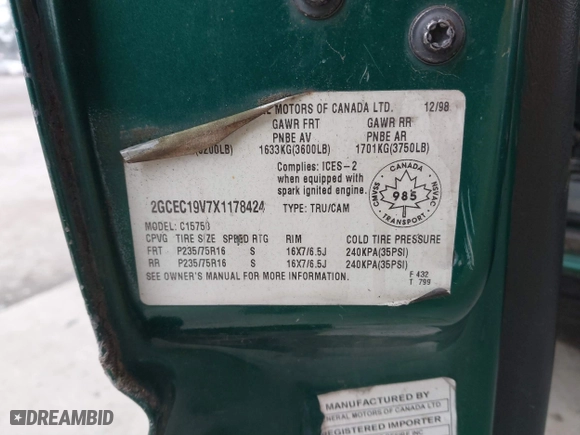 MOTORS OF CANADA LTD. 12/98
GAWR FRT GAWR RR
PNBE AV PNBE AR
1633KG(3600LB) 1701KG(3750LB)
Complies: ICES-2
when equipped with
spark ignited engine.
CANADA
CMVSS NSVAC
985
TRANSPORT
2GCEC19V7X1178424 TYPE: TRU/CAM
MODEL: C15753
CPVG TIRE SIZE SPEED RTG RIM COLD TIRE PRESSURE
FRT P235/75R16 S 16X7/6.5J 240KPA(35PSI)
RR P235/75R16 S 16X7/6.5J 240KPA(35PSI)
SEE OWNER'S MANUAL FOR MORE INFORMATION.
F 432
T 799
MANUFACTURED BY
MOTORS OF CANADA LTD.
REGISTERED IMPORTER
DREAMBID